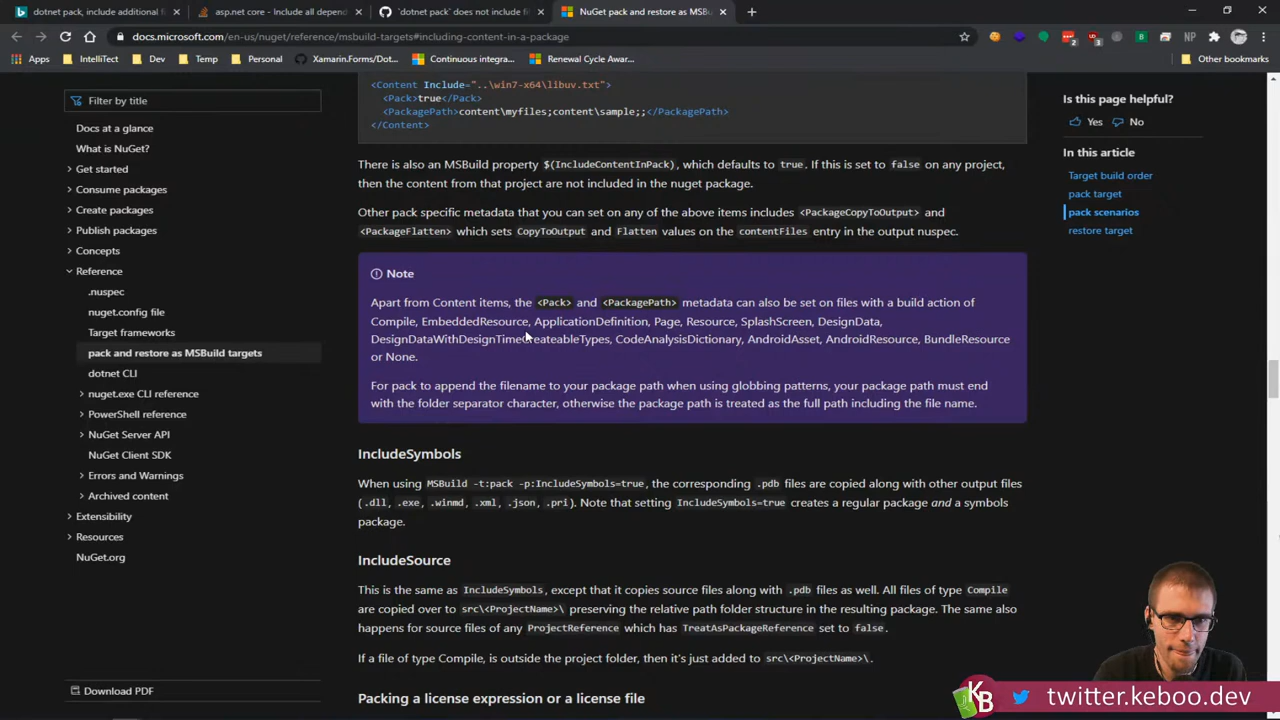 dotnet pack, include additional f
asp.net core - Include all depend
`dotnet pack` does not include fi
NuGet pack and restore as MSBui
docs.microsoft.com/en-us/nuget/reference/msbuild-targets#including-content-in-a-package
Apps
IntelliTect
Dev
Temp
Personal
Xamarin.Forms/Dot...
Continuous integra...
Renewal Cycle Awa...
Other bookmarks
Filter by title
Docs at a glance
What is NuGet?
Get started
Consume packages
Create packages
Publish packages
Concepts
Reference
.nuspec
nuget.config file
Target frameworks
pack and restore as MSBuild targets
dotnet CLI
nuget.exe CLI reference
PowerShell reference
NuGet Server API
NuGet Client SDK
Errors and Warnings
Archived content
Extensibility
Resources
NuGet.org
Download PDF
<Content Include="..\win7-x64\libuv.txt">
<Pack>true</Pack>
<PackagePath>content\myfiles;content\sample;;</PackagePath>
</Content>
There is also an MSBuild property $(IncludeContentInPack), which defaults to true. If this is set to false on any project,
then the content from that project are not included in the nuget package.
Other pack specific metadata that you can set on any of the above items includes <PackageCopyToOutput> and
<PackageFlatten> which sets CopyToOutput and Flatten values on the contentFiles entry in the output nuspec.
Note
Apart from Content items, the <Pack> and <PackagePath> metadata can also be set on files with a build action of
Compile, EmbeddedResource, ApplicationDefinition, Page, Resource, SplashScreen, DesignData,
DesignDataWithDesignTimeCreateableTypes, CodeAnalysisDictionary, AndroidAsset, AndroidResource, BundleResource
or None.
For pack to append the filename to your package path when using globbing patterns, your package path must end
with the folder separator character, otherwise the package path is treated as the full path including the file name.
IncludeSymbols
When using MSBuild -t:pack -p:IncludeSymbols=true, the corresponding .pdb files are copied along with other output files
(.dll, .exe, .winmd, .xml, .json, .pri). Note that setting IncludeSymbols=true creates a regular package and a symbols
package.
IncludeSource
This is the same as IncludeSymbols, except that it copies source files along with .pdb files as well. All files of type Compile
are copied over to src\<ProjectName>\ preserving the relative path folder structure in the resulting package. The same also
happens for source files of any ProjectReference which has TreatAsPackageReference set to false.
If a file of type Compile, is outside the project folder, then it's just added to src\<ProjectName>\.
Packing a license expression or a license file
Is this page helpful?
Yes
No
In this article
Target build order
pack target
pack scenarios
restore target
KB
twitter.keboo.dev